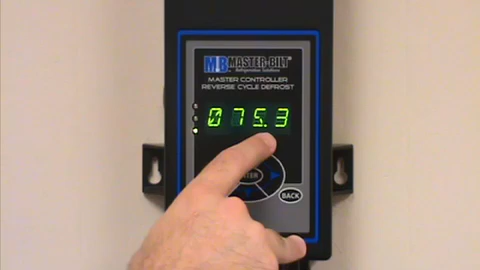 MB MASTER-BILT®
Refrigeration Solutions
MASTER CONTROLLER
REVERSE CYCLE DEFROST
075.3
BACK